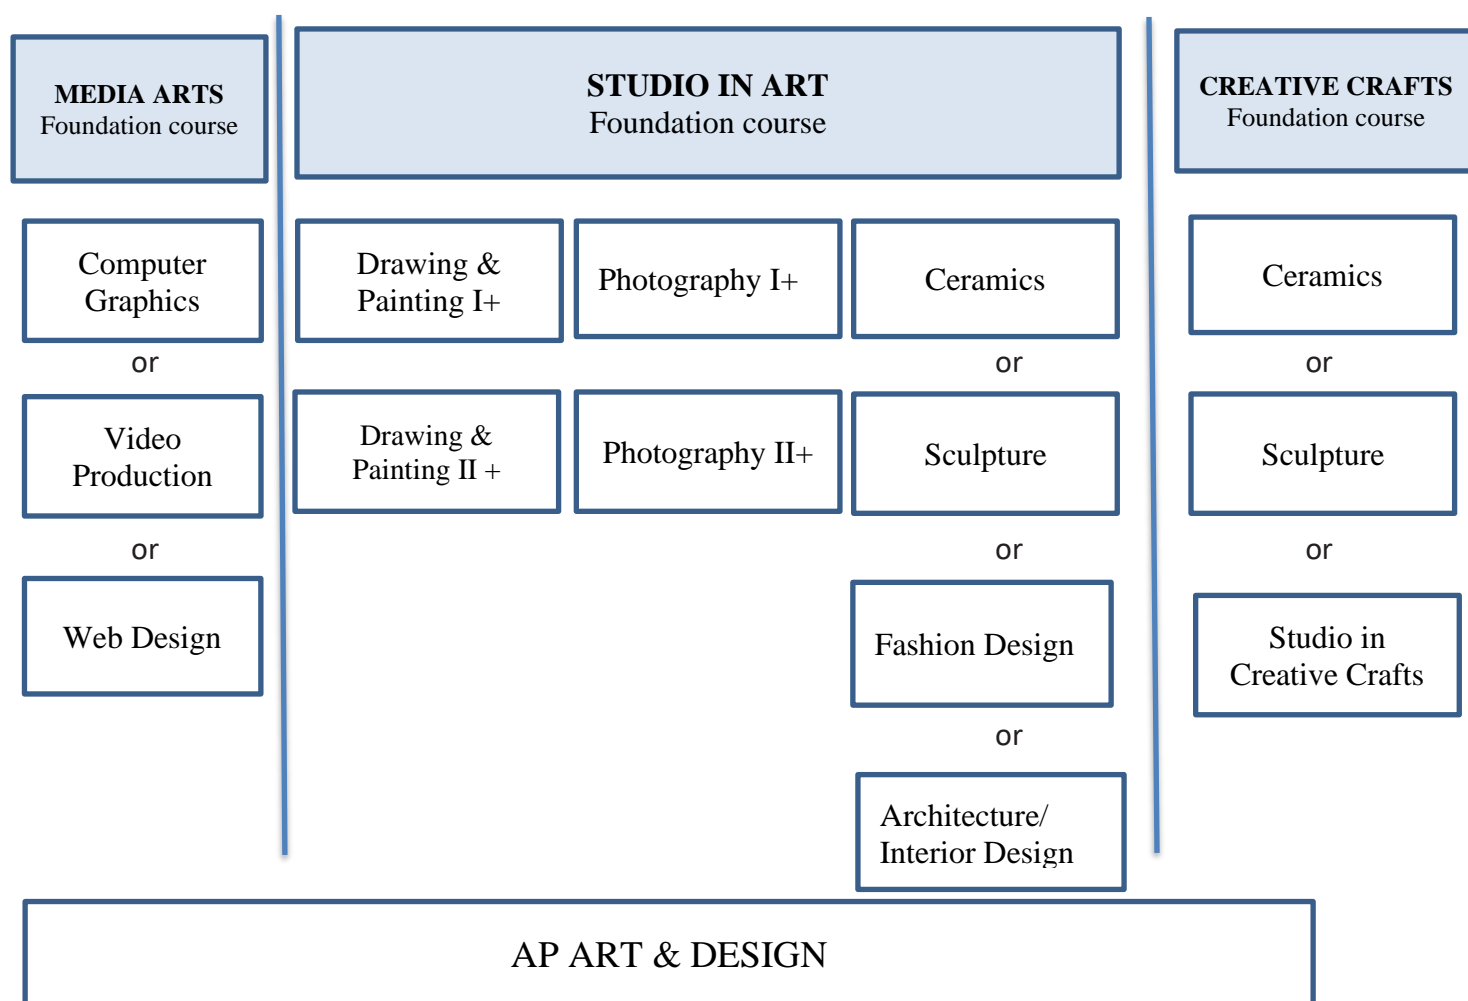 MEDIA ARTS
Foundation course
STUDIO IN ART
Foundation course
CREATIVE CRAFTS
Foundation course
Computer
Graphics
or
Video
Production
or
Web Design
Drawing &
Painting I+
Drawing &
Painting II +
Photography I+
Photography II+
Ceramics
or
Sculpture
or
Fashion Design
or
Architecture/
Interior Design
Ceramics
or
Sculpture
or
Studio in
Creative Crafts
AP ART & DESIGN